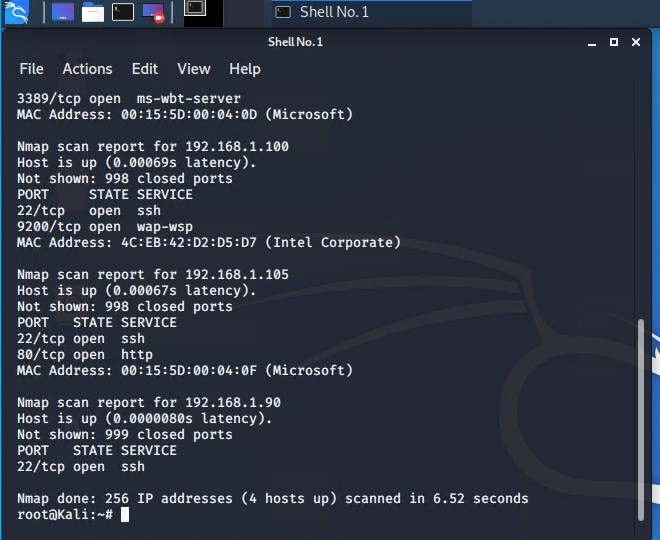 Shell No. 1
Shell No. 1
File Actions Edit View Help
3389/tcp open  ms-wbt-server
MAC Address: 00:15:5D:00:04:0D (Microsoft)
Nmap scan report for 192.168.1.100
Host is up (0.00069s latency).
Not shown: 998 closed ports
PORT     STATE SERVICE
22/tcp   open  ssh
9200/tcp open  wap-wsp
MAC Address: 4C:EB:42:D2:D5:D7 (Intel Corporate)
Nmap scan report for 192.168.1.105
Host is up (0.00067s latency).
Not shown: 998 closed ports
PORT   STATE SERVICE
22/tcp open  ssh
80/tcp open  http
MAC Address: 00:15:5D:00:04:0F (Microsoft)
Nmap scan report for 192.168.1.90
Host is up (0.0000080s latency).
Not shown: 999 closed ports
PORT   STATE SERVICE
22/tcp open  ssh
Nmap done: 256 IP addresses (4 hosts up) scanned in 6.52 seconds
root@Kali:~#